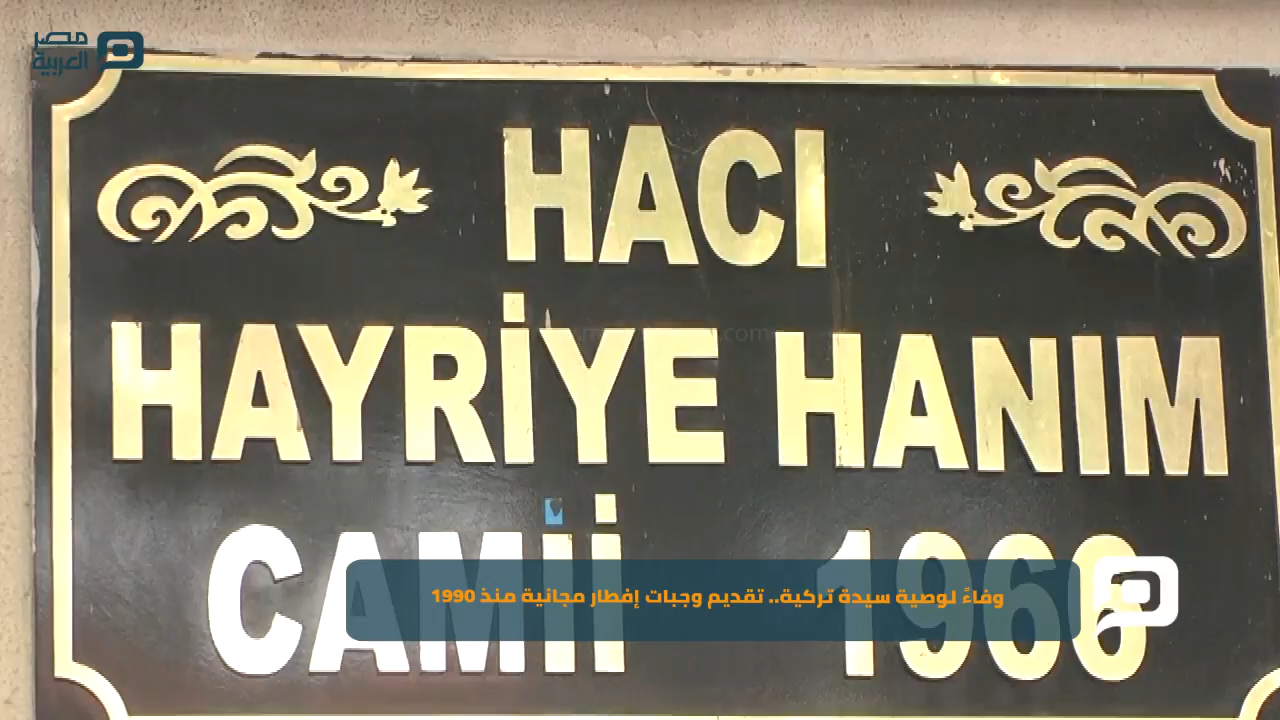 مصر
العربية
HACI
HAYRİYE HANIM
CAMİİ
وفاءً لوصية سيدة تركية.. تقديم وجبات إفطار مجانية منذ 1990